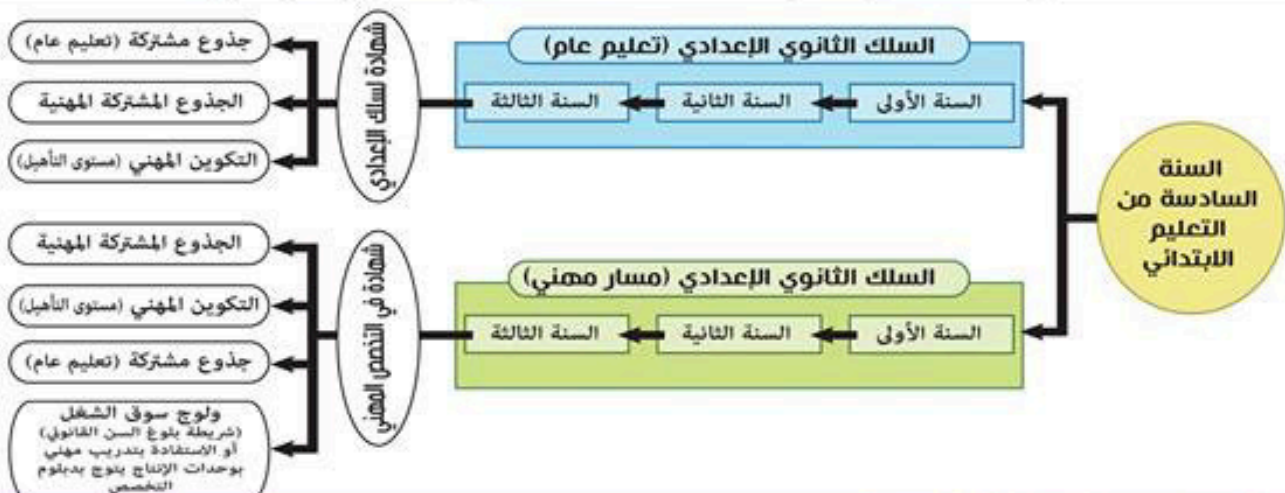 السنة
السادسة من
التعليم
الابتدائي
السلك الثانوي الإعدادي (تعليم عام)
السنة الأولى
السنة الثانية
السنة الثالثة
شهادة لسلك الإعدادي
جذوع مشتركة (تعليم عام)
الجذوع المشتركة المهنية
التكوين المهني (مستوى التأهيل)
السلك الثانوي الإعدادي (مسار مهني)
السنة الأولى
السنة الثانية
السنة الثالثة
شهادة في التخصص المهني
الجذوع المشتركة المهنية
التكوين المهني (مستوى التأهيل)
جذوع مشتركة (تعليم عام)
ولوج سوق الشغل
(شريطة بلوغ السن القانوني)
أو الاستفادة بتدريب مهني
بوحدات الإنتاج يتوج بدبلوم
التخصص